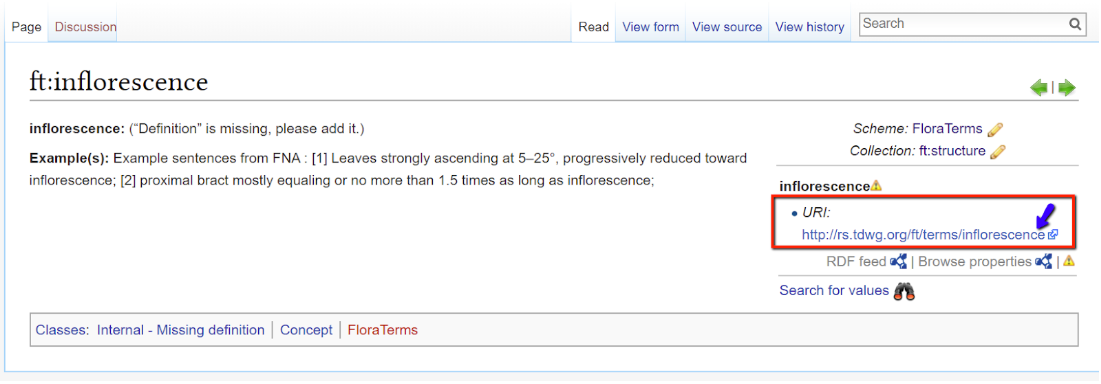 Page Discussion Read View form View source View history Search
ft:inflorescence
|
inflorescence: (“Definition” is missing, please add it.)
Scheme: FloraTerms
Example(s): Example sentences from FNA : [1] Leaves strongly ascending at 5–25°, progressively reduced toward
inflorescence; [2] proximal bract mostly equaling or no more than 1.5 times as long as inflorescence;
Collection: ft:structure
inflorescence
• URI:
http://rs.tdwg.org/ft/terms/inflorescence
RDF feed | Browse properties |
Search for values
Classes: Internal - Missing definition | Concept | FloraTerms